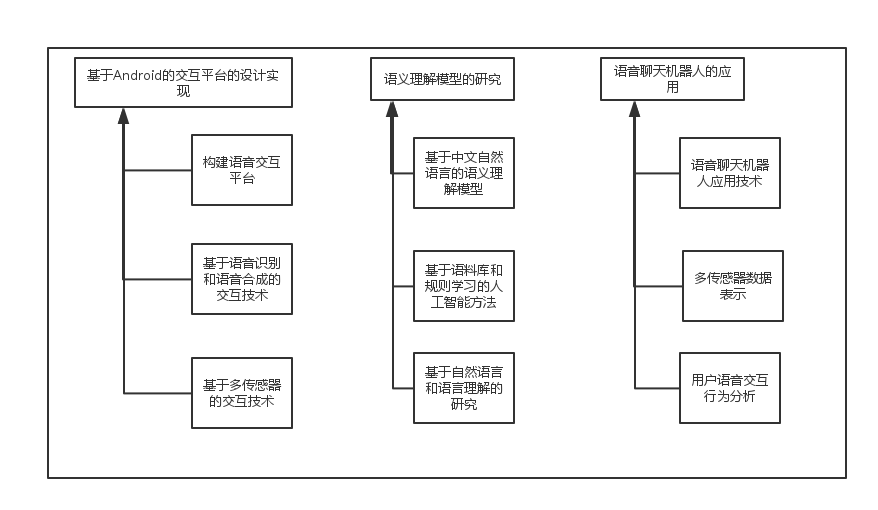 基于Android的交互平台的设计实
现
构建语音交互
平台
基于语音识别
和语音合成的
交互技术
基于多传感器
的交互技术
语义理解模型的研究
基于中文自然
语言的语义理
解模型
基于语料库和
规则学习的人
工智能方法
基于自然语言
和语言理解的
研究
语音聊天机器人的应
用
语音聊天机器
人应用技术
多传感器数据
表示
用户语音交互
行为分析